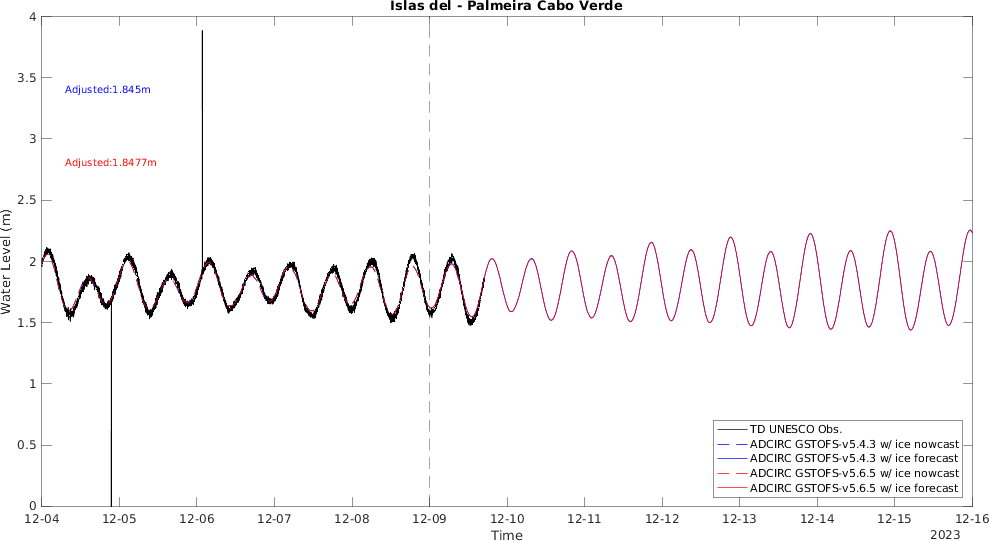 Islas del - Palmeira Cabo Verde
4
3.5
3
2.5
2
1.5
1
0.5
0
Water Level (m)
Adjusted:1.845m
Adjusted:1.8477m
TD UNESCO Obs.
ADCIRC GSTOFS-v5.4.3 w/ ice nowcast
ADCIRC GSTOFS-v5.4.3 w/ ice forecast
ADCIRC GSTOFS-v5.6.5 w/ ice nowcast
ADCIRC GSTOFS-v5.6.5 w/ ice forecast
12-04 12-05 12-06 12-07 12-08 12-09 12-10 12-11 12-12 12-13 12-14 12-15 12-16
Time
2023